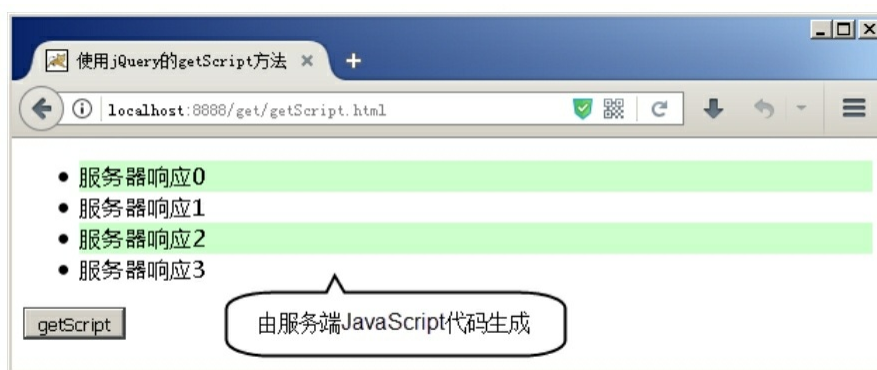 使用jQuery的getScript方法
localhost:8888/get/getScript.html
服务器响应0
服务器响应1
服务器响应2
服务器响应3
getScript
由服务端JavaScript代码生成